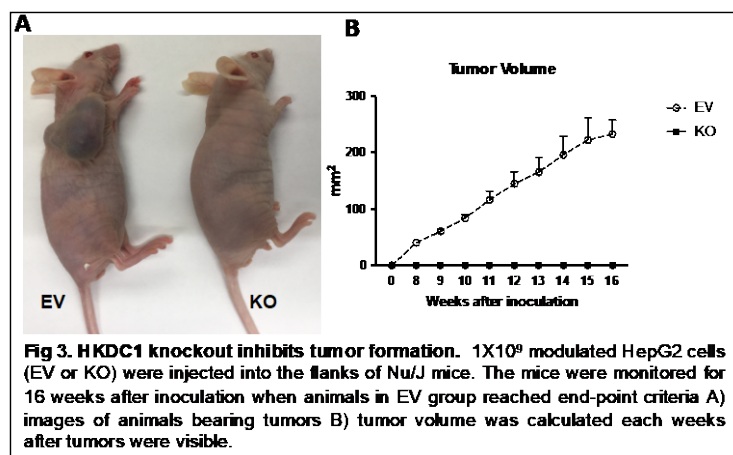 A
EV
KO
B
Tumor Volume
300
200
100
0
mm²
0 8 9 10 11 12 13 14 15 16
Weeks after inoculation
EV
KO
Fig 3. HKDC1 knockout inhibits tumor formation. 1X10⁹ modulated HepG2 cells
(EV or KO) were injected into the flanks of Nu/J mice. The mice were monitored for
16 weeks after inoculation when animals in EV group reached end-point criteria A)
images of animals bearing tumors B) tumor volume was calculated each weeks
after tumors were visible.